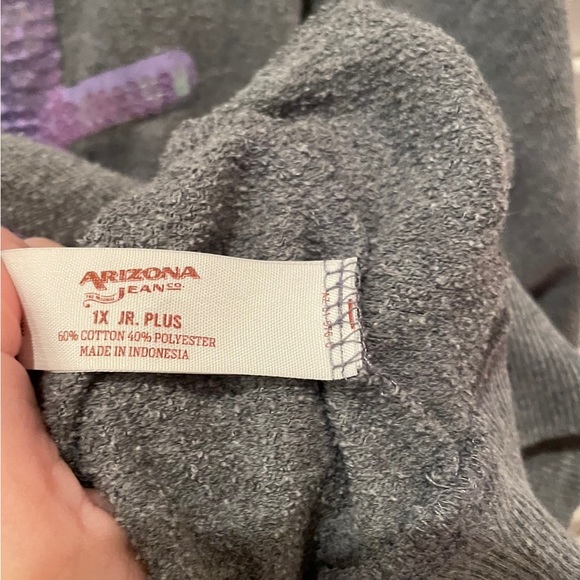 ARIZONA
JEAN CO.
1X JR. PLUS
60% COTTON 40% POLYESTER
MADE IN INDONESIA